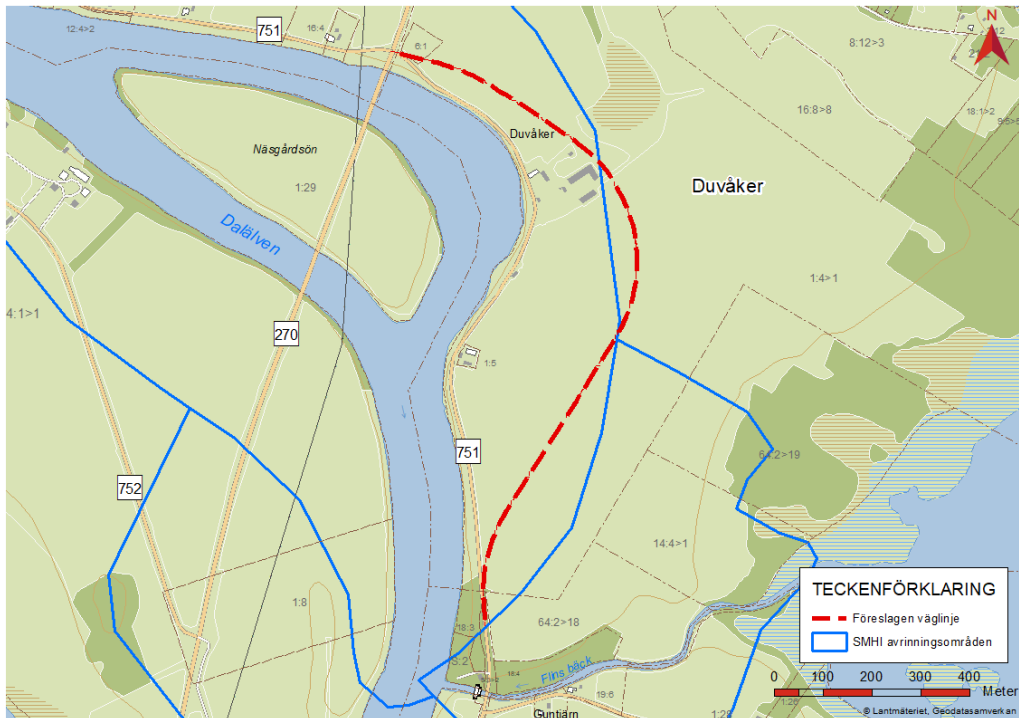 12:4>2
751
16:4
6:1
N
12
8:12>3
16:8>8
18:1>2
Duvåker
Näsgårdsön
1:29
Duvåker
Dalälven
1:4>1
4:1>1
270
1:5
751
64:2>19
752
14:4>1
1:8
18:3
64:2>18
18:4
Fins bäck
19:6
Guntjärn
TECKENFÖRKLARING
Föreslagen väglinje
SMHI avrinningsområden
0 100 200 300 400
Meter
© Lantmäteriet, Geodatasamverkan